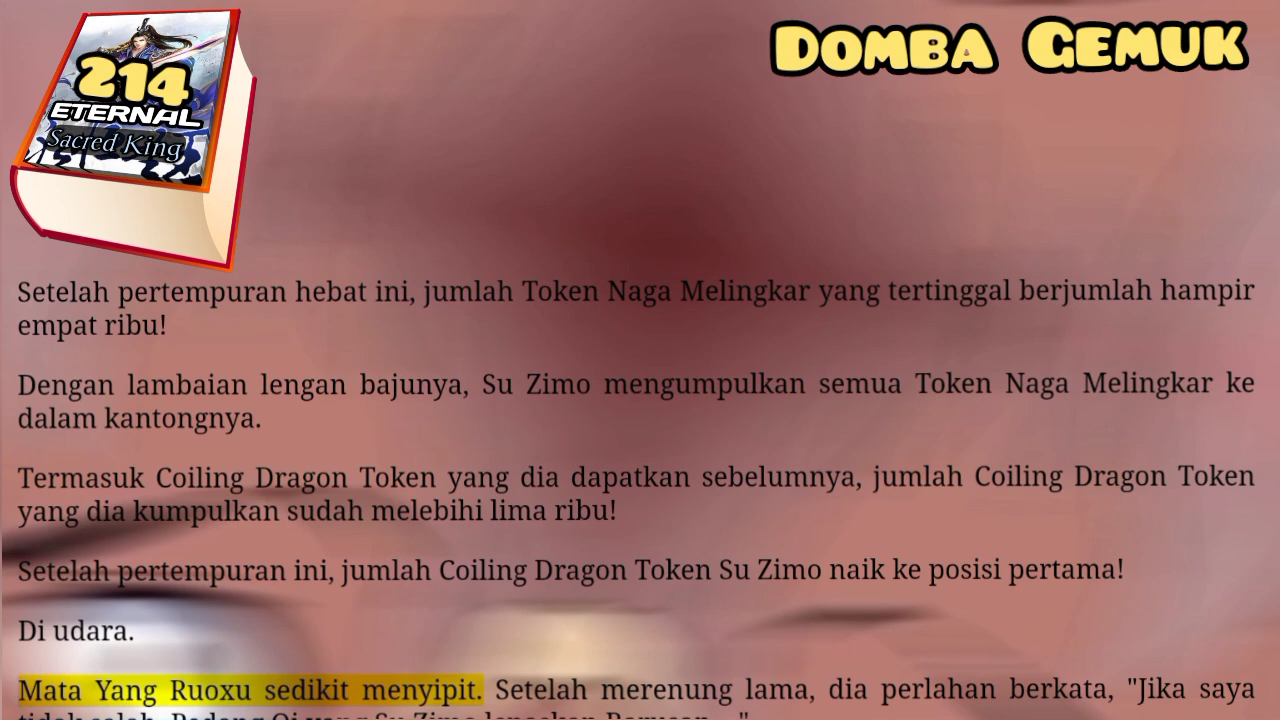 214
ETERNAL
Sacred King
DOMBA GEMUK
Setelah pertempuran hebat ini, jumlah Token Naga Melingkar yang tertinggal berjumlah hampir
empat ribu!
Dengan lambaian lengan bajunya, Su Zimo mengumpulkan semua Token Naga Melingkar ke
dalam kantongnya.
Termasuk Coiling Dragon Token yang dia dapatkan sebelumnya, jumlah Coiling Dragon Token
yang dia kumpulkan sudah melebihi lima ribu!
Setelah pertempuran ini, jumlah Coiling Dragon Token Su Zimo naik ke posisi pertama!
Di udara.
Mata Yang Ruoxu sedikit menyipit. Setelah merenung lama, dia perlahan berkata, "Jika saya